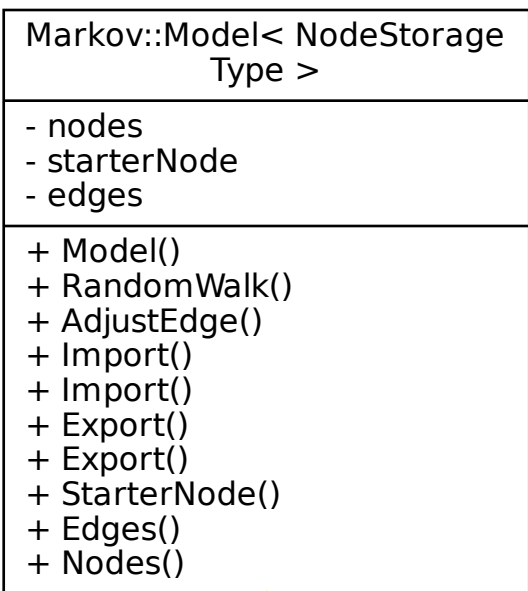 Markov::Model< NodeStorage
Type >
- nodes
- starterNode
- edges
+ Model()
+ RandomWalk()
+ AdjustEdge()
+ Import()
+ Import()
+ Export()
+ Export()
+ StarterNode()
+ Edges()
+ Nodes()